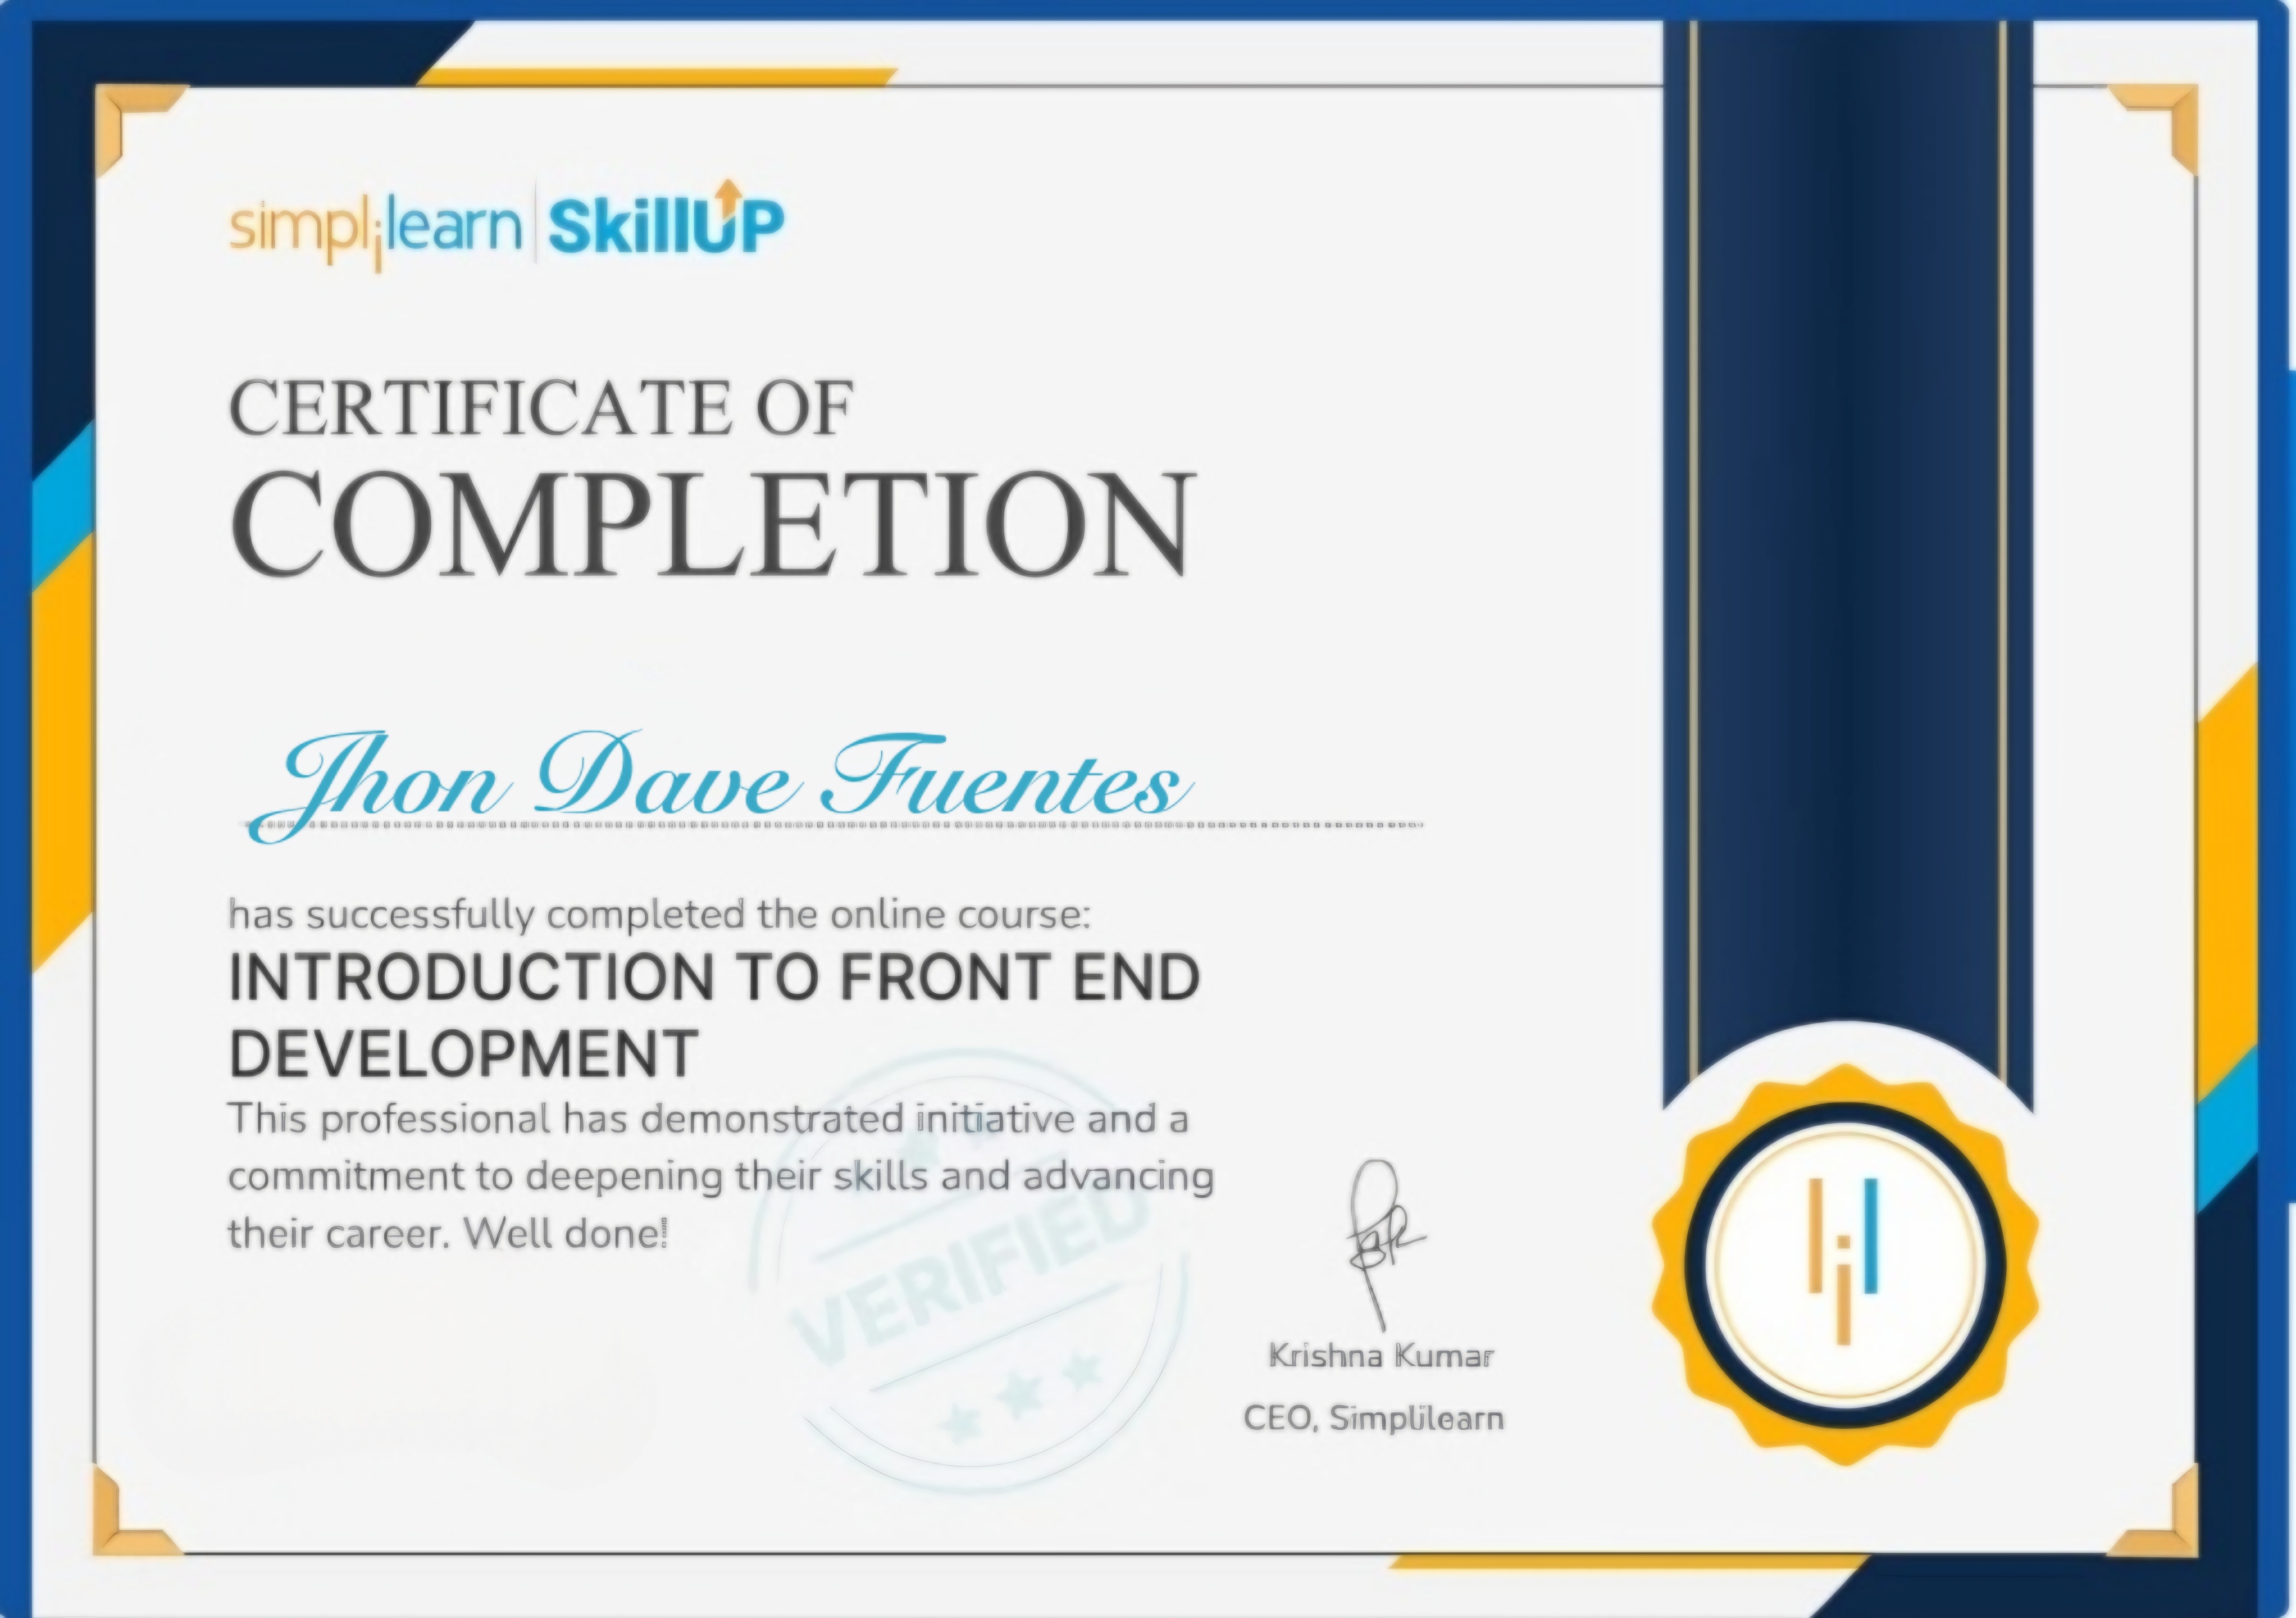 simplilearn | SkillUP
CERTIFICATE OF
COMPLETION
Jhon Dave Fuentes
has successfully completed the online course:
INTRODUCTION TO FRONT END
DEVELOPMENT
This professional has demonstrated initiative and a
commitment to deepening their skills and advancing
their career. Well done!
VERIFIED
Krishna Kumar
CEO, Simplilearn